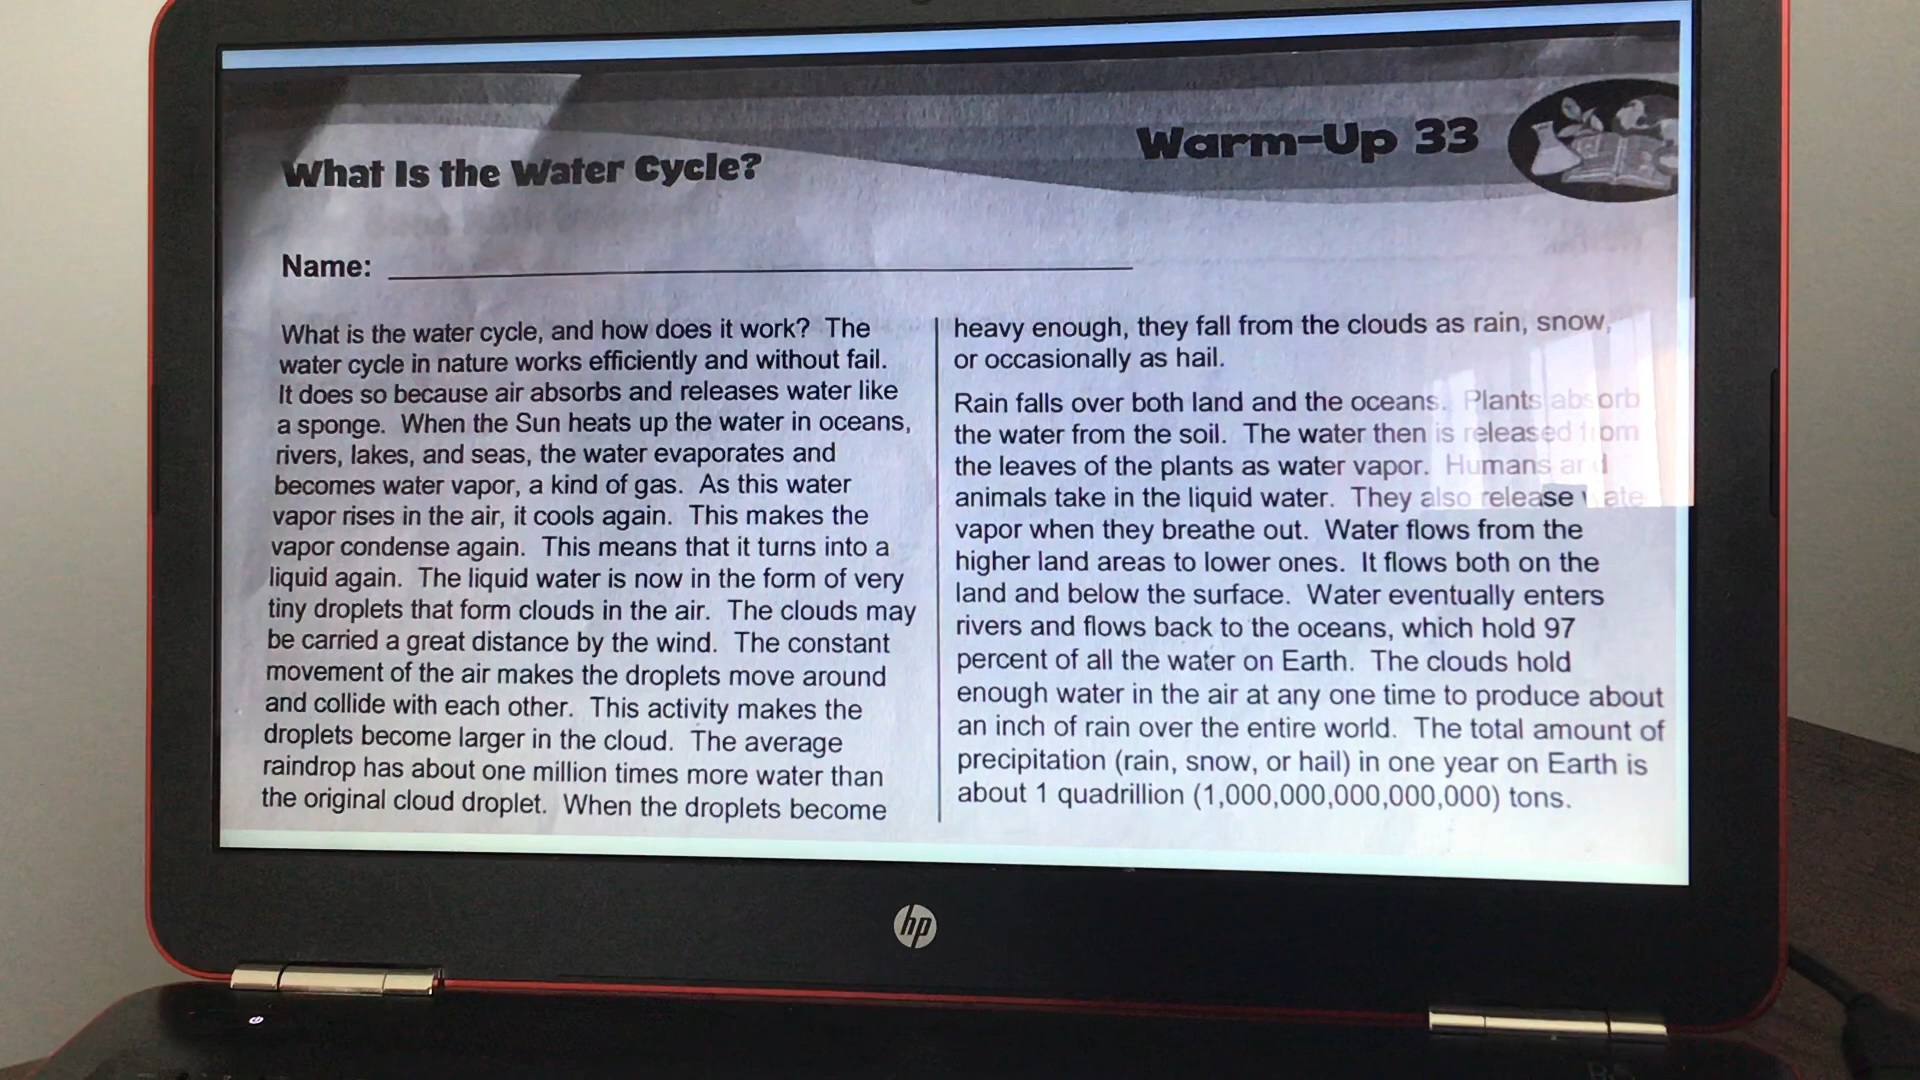 Warm-Up 33
What Is the Water Cycle?
Name:
What is the water cycle, and how does it work? The
water cycle in nature works efficiently and without fail.
It does so because air absorbs and releases water like
a sponge. When the Sun heats up the water in oceans,
rivers, lakes, and seas, the water evaporates and
becomes water vapor, a kind of gas. As this water
vapor rises in the air, it cools again. This makes the
vapor condense again. This means that it turns into a
liquid again. The liquid water is now in the form of very
tiny droplets that form clouds in the air. The clouds may
be carried a great distance by the wind. The constant
movement of the air makes the droplets move around
and collide with each other. This activity makes the
droplets become larger in the cloud. The average
raindrop has about one million times more water than
the original cloud droplet. When the droplets become
heavy enough, they fall from the clouds as rain, snow,
or occasionally as hail.
Rain falls over both land and the oceans. Plants absorb
the water from the soil. The water then is released from
the leaves of the plants as water vapor. Humans and
animals take in the liquid water. They also release
vapor when they breathe out. Water flows from the
higher land areas to lower ones. It flows both on the
land and below the surface. Water eventually enters
rivers and flows back to the oceans, which hold 97
percent of all the water on Earth. The clouds hold
enough water in the air at any one time to produce about
an inch of rain over the entire world. The total amount of
precipitation (rain, snow, or hail) in one year on Earth is
about 1 quadrillion (1,000,000,000,000,000) tons.
hp